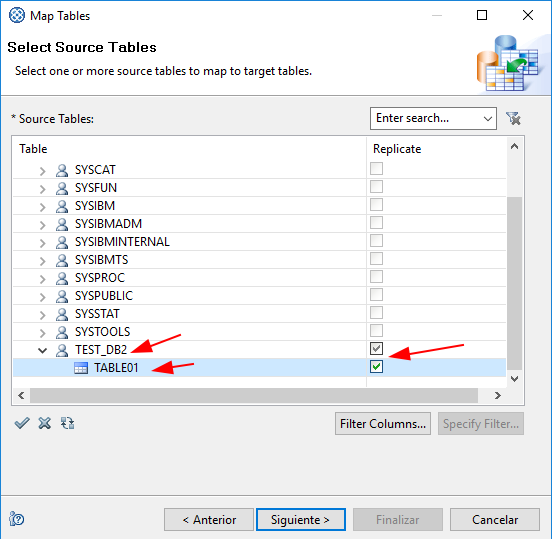 Map Tables
Select Source Tables
Select one or more source tables to map to target tables.
* Source Tables:
Enter search...
Table Replicate
SYSCAT
SYSFUN
SYSIBM
SYSIBMADM
SYSIBMINTERNAL
SYSIBMTS
SYSPROC
SYSPUBLIC
SYSSTAT
SYSTOOLS
TEST_DB2
TABLE01
Filter Columns... Specify Filter...
< Anterior Siguiente > Finalizar Cancelar